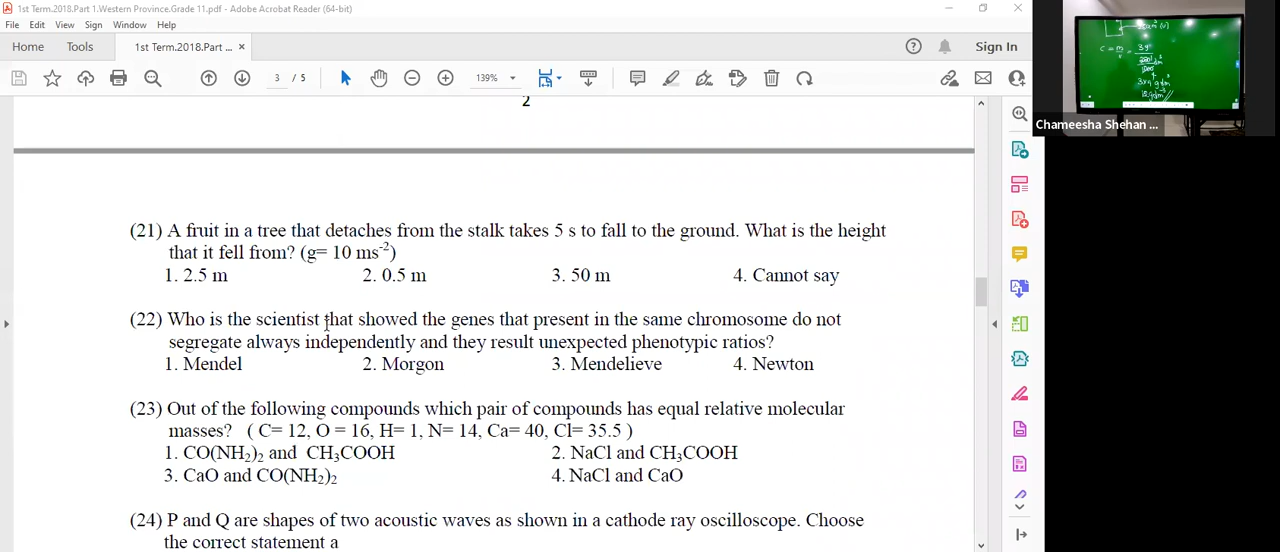 1st Term.2018.Part 1.Western Province.Grade 11.pdf - Adobe Acrobat Reader (64-bit)
File Edit View Sign Window Help
Home Tools 1st Term.2018.Part ... × Sign In
3 / 5 139%
2
(21) A fruit in a tree that detaches from the stalk takes 5 s to fall to the ground. What is the height
that it fell from? (g= 10 ms⁻²)
1. 2.5 m 2. 0.5 m 3. 50 m 4. Cannot say
(22) Who is the scientist that showed the genes that present in the same chromosome do not
segregate always independently and they result unexpected phenotypic ratios?
1. Mendel 2. Morgon 3. Mendelieve 4. Newton
(23) Out of the following compounds which pair of compounds has equal relative molecular
masses? ( C= 12, O = 16, H= 1, N= 14, Ca= 40, Cl= 35.5 )
1. CO(NH₂)₂ and CH₃COOH 2. NaCl and CH₃COOH
3. CaO and CO(NH₂)₂ 4. NaCl and CaO
(24) P and Q are shapes of two acoustic waves as shown in a cathode ray oscilloscope. Choose
the correct statement a
Chameesha Shehan ...